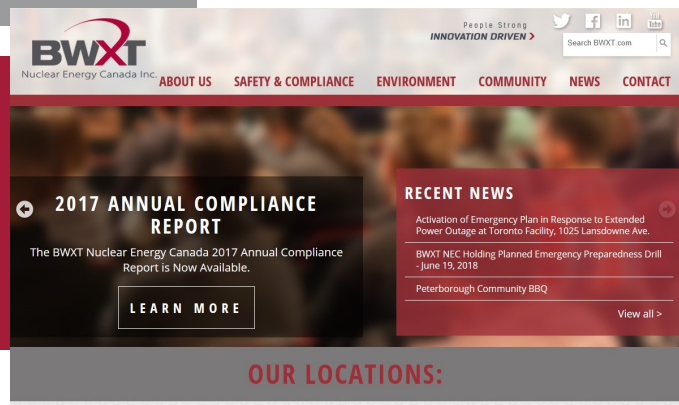 People Strong
INNOVATION DRIVEN >
You
Tube
Search BWXT.com
BWXT
Nuclear Energy Canada Inc.
ABOUT US SAFETY & COMPLIANCE ENVIRONMENT COMMUNITY NEWS CONTACT
2017 ANNUAL COMPLIANCE
REPORT
The BWXT Nuclear Energy Canada 2017 Annual Compliance
Report is Now Available.
LEARN MORE
RECENT NEWS
Activation of Emergency Plan in Response to Extended
Power Outage at Toronto Facility, 1025 Lansdowne Ave.
BWXT NEC Holding Planned Emergency Preparedness Drill
- June 19, 2018
Peterborough Community BBQ
View all >
OUR LOCATIONS: